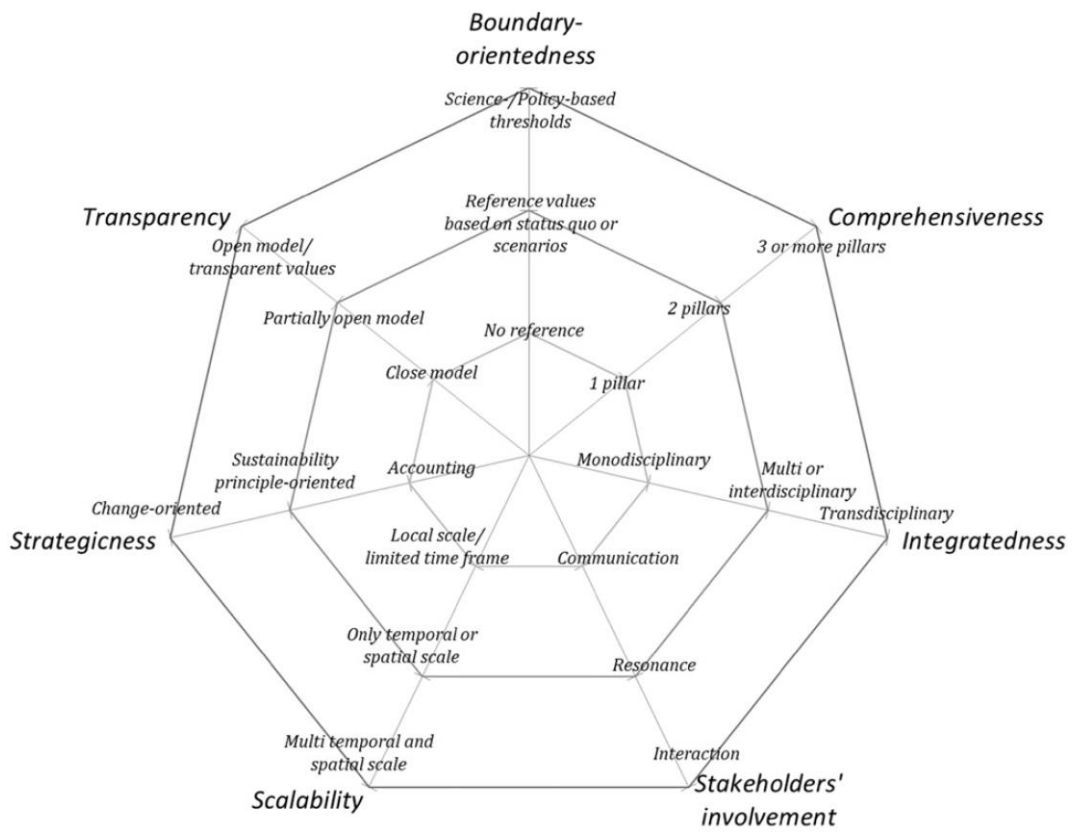 Boundary-
orientedness
Science-/Policy-based
thresholds
Transparency
Comprehensiveness
Reference values
based on status quo or
scenarios
Open model/
transparent values
3 or more pillars
Partially open model
2 pillars
No reference
Close model
1 pillar
Sustainability
principle-oriented
Accounting
Monodisciplinary
Multi or
interdisciplinary
Change-oriented
Transdisciplinary
Strategicness
Integratedness
Local scale/
limited time frame
Communication
Only temporal or
spatial scale
Resonance
Multi temporal and
spatial scale
Interaction
Scalability
Stakeholders'
involvement